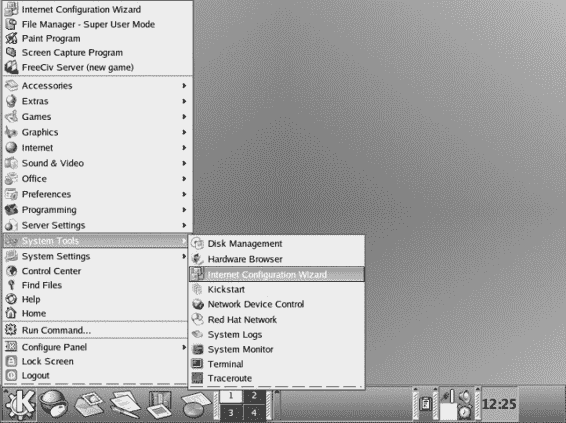 Internet Configuration Wizard
File Manager - Super User Mode
Paint Program
Screen Capture Program
FreeCiv Server (new game)
Accessories
Extras
Games
Graphics
Internet
Sound & Video
Office
Preferences
Programming
Server Settings
System Tools
System Settings
Control Center
Find Files
Help
Home
Run Command...
Configure Panel
Lock Screen
Logout
Disk Management
Hardware Browser
Internet Configuration Wizard
Kickstart
Network Device Control
Red Hat Network
System Logs
System Monitor
Terminal
Traceroute
1 2
3 4
12:25